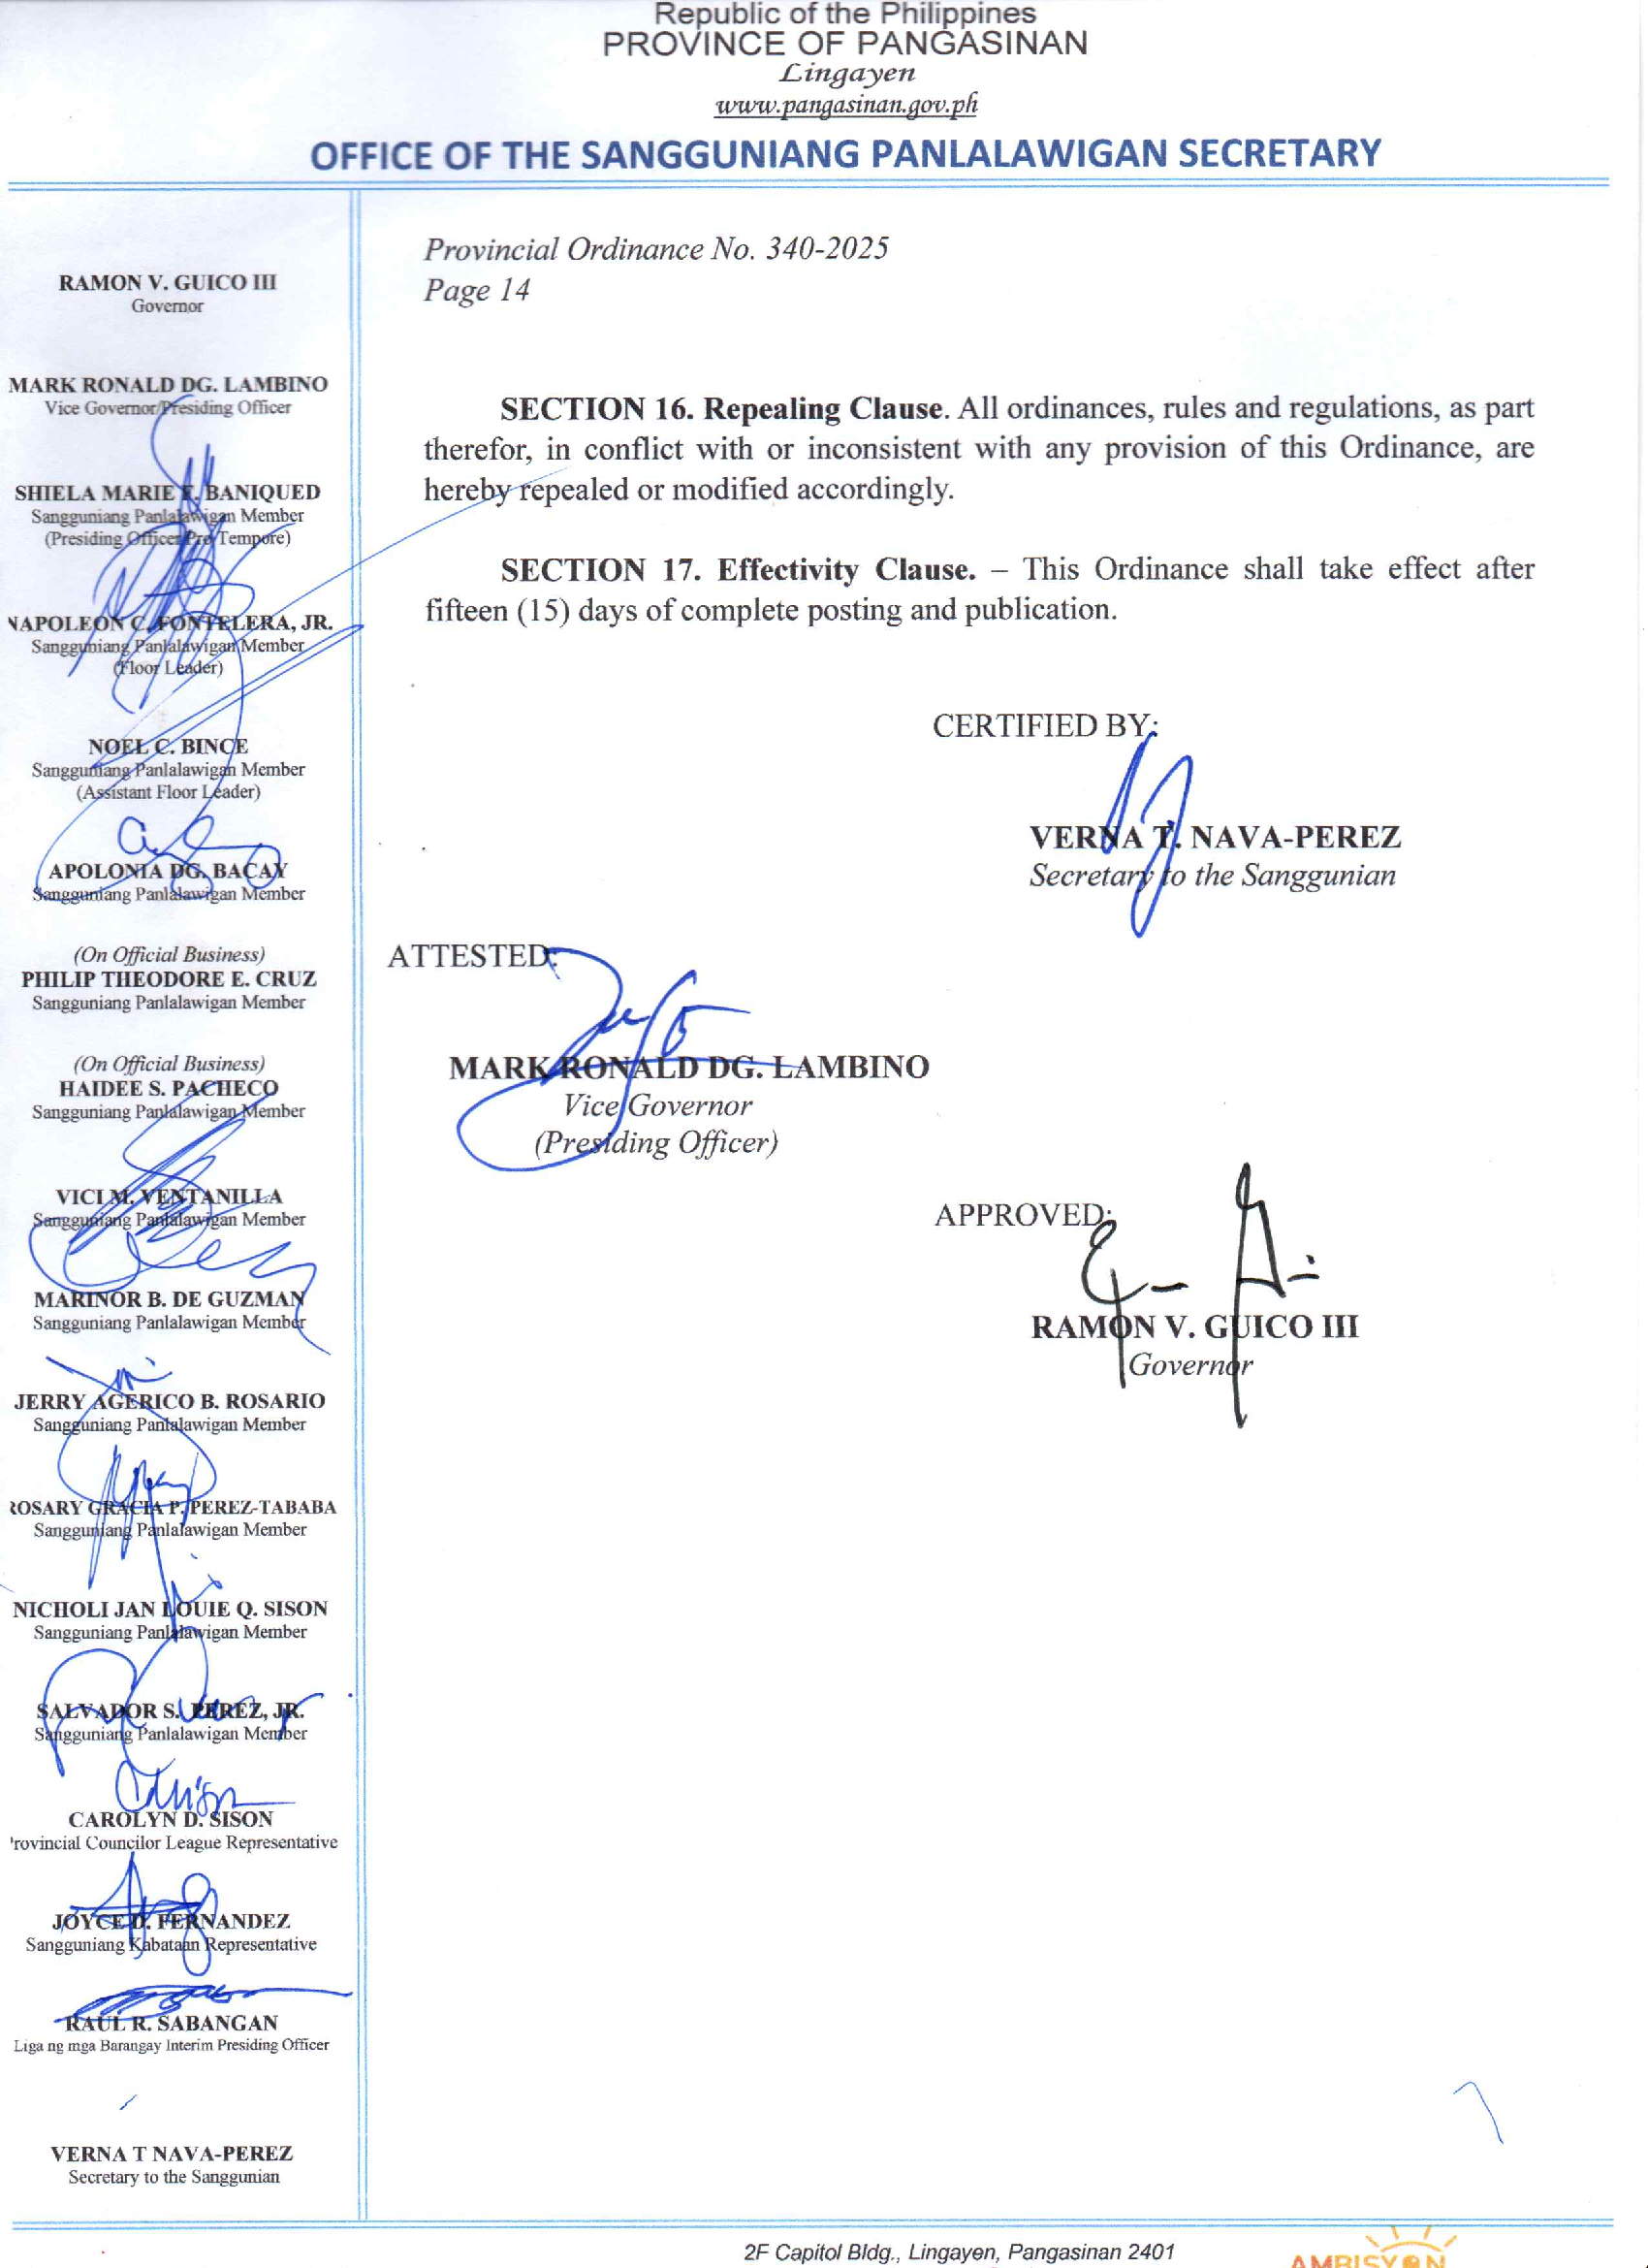 Republic of the Philippines
PROVINCE OF PANGASINAN
Lingayen
www.pangasinan.gov.ph
OFFICE OF THE SANGGUNIANG PANLALAWIGAN SECRETARY
RAMON V. GUICO III
Governor
MARK RONALD DG. LAMBINO
Vice Governor/Presiding Officer
SHIELA MARIE F. BANIQUED
Sangguniang Panlalawigan Member
(Presiding Officer Pro Tempore)
NAPOLEON C. FONTELERA, JR.
Sangguniang Panlalawigan Member
(Floor Leader)
NOEL C. BINCE
Sangguniang Panlalawigan Member
(Assistant Floor Leader)
APOLONIA DG. BACAY
Sangguniang Panlalawigan Member
(On Official Business)
PHILIP THEODORE E. CRUZ
Sangguniang Panlalawigan Member
(On Official Business)
HAIDEE S. PACHECO
Sangguniang Panlalawigan Member
VICI M. VENTANILLA
Sangguniang Panlalawigan Member
MARINOR B. DE GUZMAN
Sangguniang Panlalawigan Member
JERRY AGERICO B. ROSARIO
Sangguniang Panlalawigan Member
ROSARY GRACIA P. PEREZ-TABABA
Sangguniang Panlalawigan Member
NICHOLI JAN LOUIE Q. SISON
Sangguniang Panlalawigan Member
SALVADOR S. PEREZ, JR.
Sangguniang Panlalawigan Member
CAROLYN D. SISON
Provincial Councilor League Representative
JOYCE D. FERNANDEZ
Sangguniang Kabataan Representative
RAUL R. SABANGAN
Liga ng mga Barangay Interim Presiding Officer
VERNA T NAVA-PEREZ
Secretary to the Sanggunian
Provincial Ordinance No. 340-2025
Page 14
SECTION 16. Repealing Clause. All ordinances, rules and regulations, as part
therefor, in conflict with or inconsistent with any provision of this Ordinance, are
hereby repealed or modified accordingly.
SECTION 17. Effectivity Clause. – This Ordinance shall take effect after
fifteen (15) days of complete posting and publication.
CERTIFIED BY:
VERNA T. NAVA-PEREZ
Secretary to the Sanggunian
ATTESTED:
MARK RONALD DG. LAMBINO
Vice Governor
(Presiding Officer)
APPROVED:
RAMON V. GUICO III
Governor
2F Capitol Bldg., Lingayen, Pangasinan 2401
AMBISYON